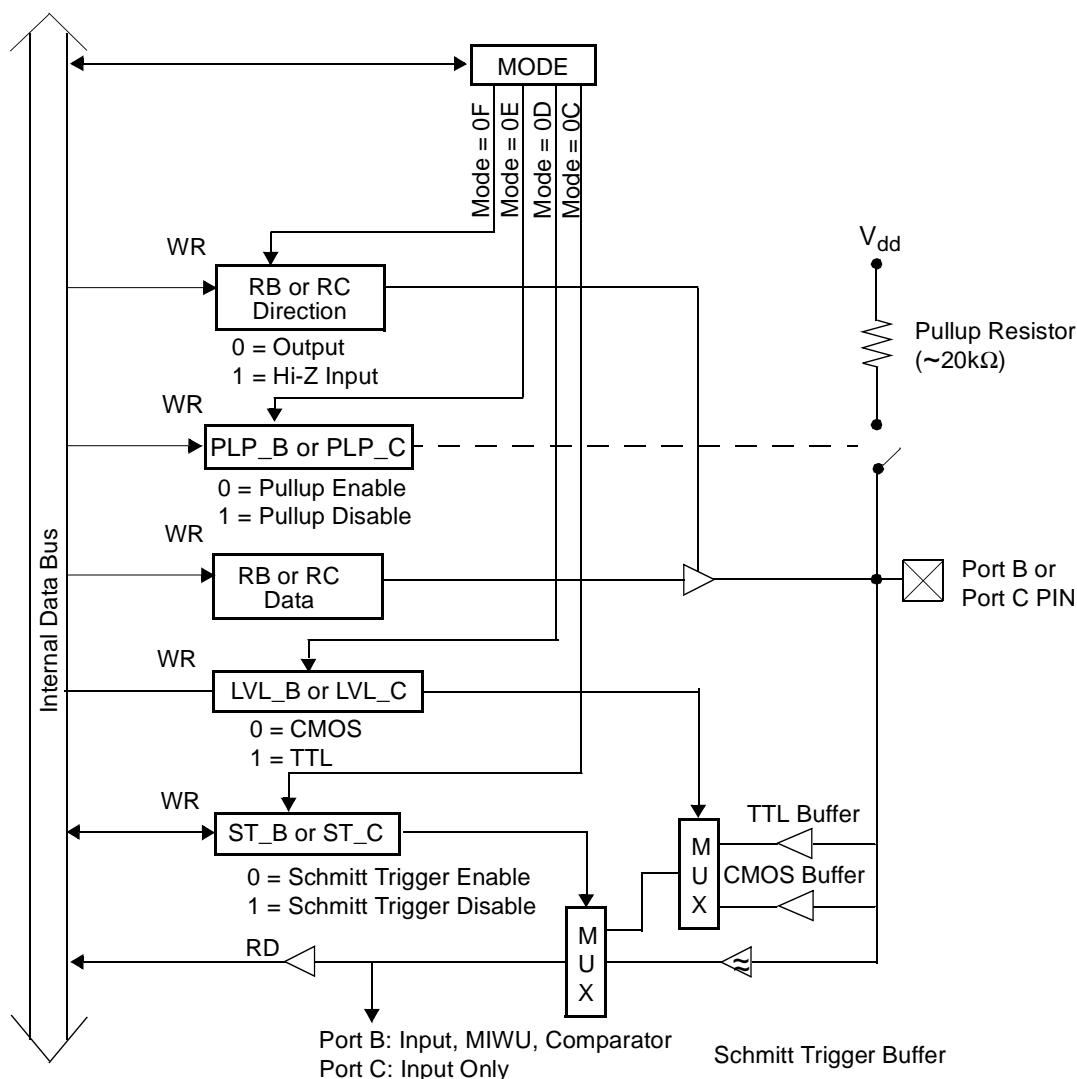 MODE
Mode = 0F
Mode = 0E
Mode = 0D
Mode = 0C
WR
RB or RC
Direction
0 = Output
1 = Hi-Z Input
Vdd
Pullup Resistor
(~20kΩ)
WR
PLP_B or PLP_C
0 = Pullup Enable
1 = Pullup Disable
WR
RB or RC
Data
Port B or
Port C PIN
Internal Data Bus
WR
LVL_B or LVL_C
0 = CMOS
1 = TTL
WR
ST_B or ST_C
0 = Schmitt Trigger Enable
1 = Schmitt Trigger Disable
MUX
TTL Buffer
CMOS Buffer
MUX
RD
Port B: Input, MIWU, Comparator
Port C: Input Only
Schmitt Trigger Buffer